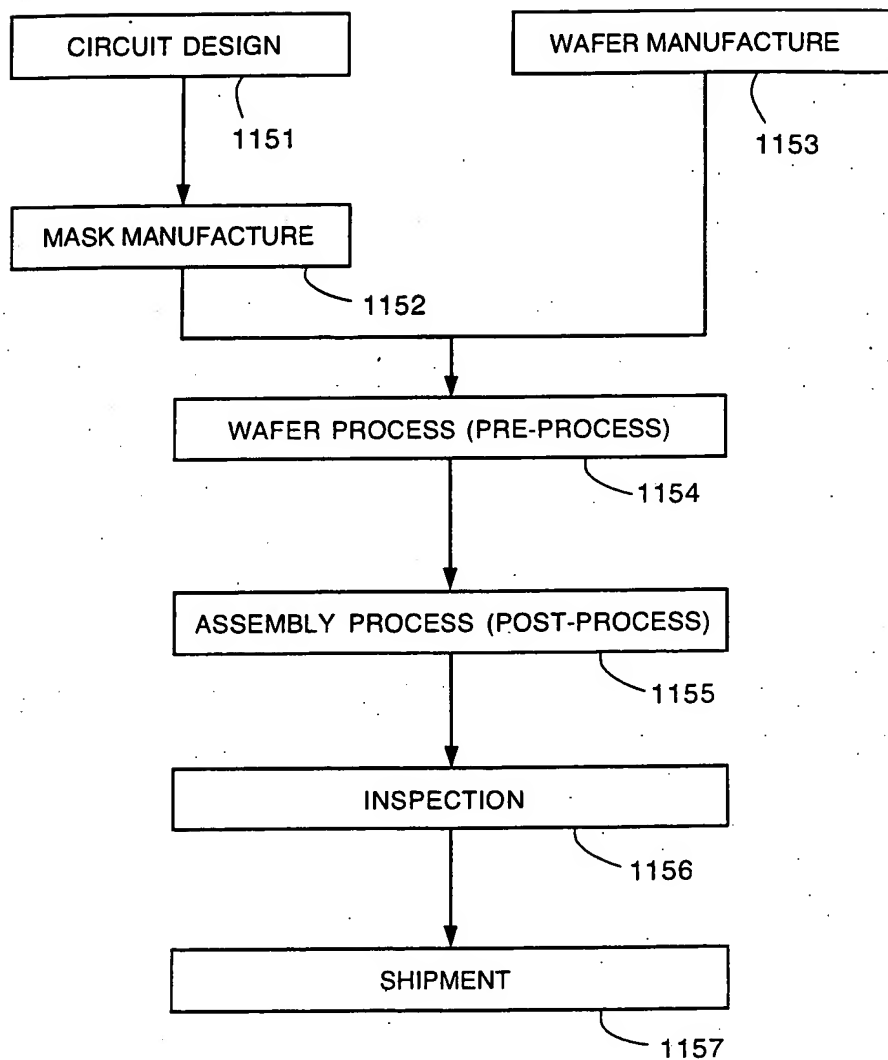 CIRCUIT DESIGN
1151
WAFER MANUFACTURE
1153
MASK MANUFACTURE
1152
WAFER PROCESS (PRE-PROCESS)
1154
ASSEMBLY PROCESS (POST-PROCESS)
1155
INSPECTION
1156
SHIPMENT
1157